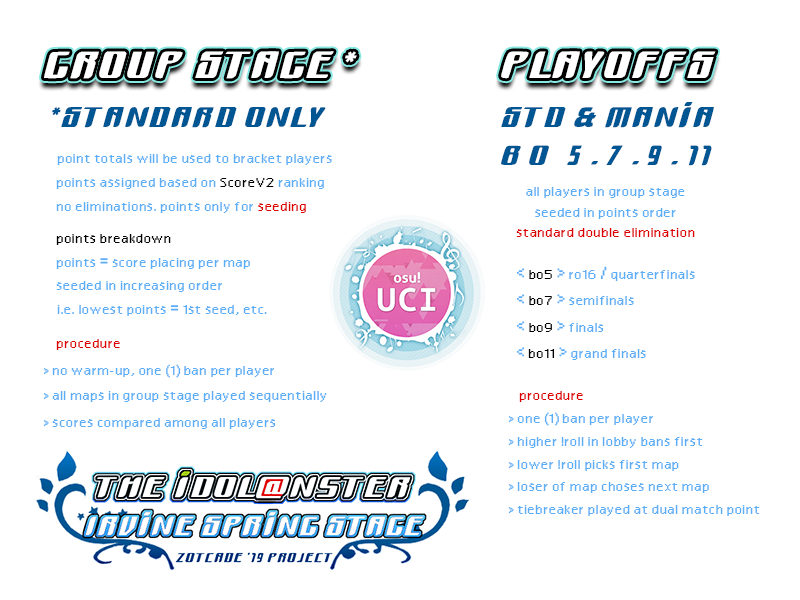 GROUP STAGE *
*STANDARD ONLY
point totals will be used to bracket players
points assigned based on ScoreV2 ranking
no eliminations. points only for seeding
points breakdown
points = score placing per map
seeded in increasing order
i.e. lowest points = 1st seed, etc.
procedure
> no warm-up, one (1) ban per player
> all maps in group stage played sequentially
> scores compared among all players
osu!
UCI
PLAYOFFS
STD & MANIA
BO 5.7.9.11
all players in group stage
seeded in points order
standard double elimination
< bo5 > ro16 / quarterfinals
< bo7 > semifinals
< bo9 > finals
< bo11 > grand finals
procedure
> one (1) ban per player
> higher !roll in lobby bans first
> lower !roll picks first map
> loser of map choses next map
> tiebreaker played at dual match point
THE IDOL@NSTER
IRVINE SPRING STAGE
ZOTCADE '19 PROJECT